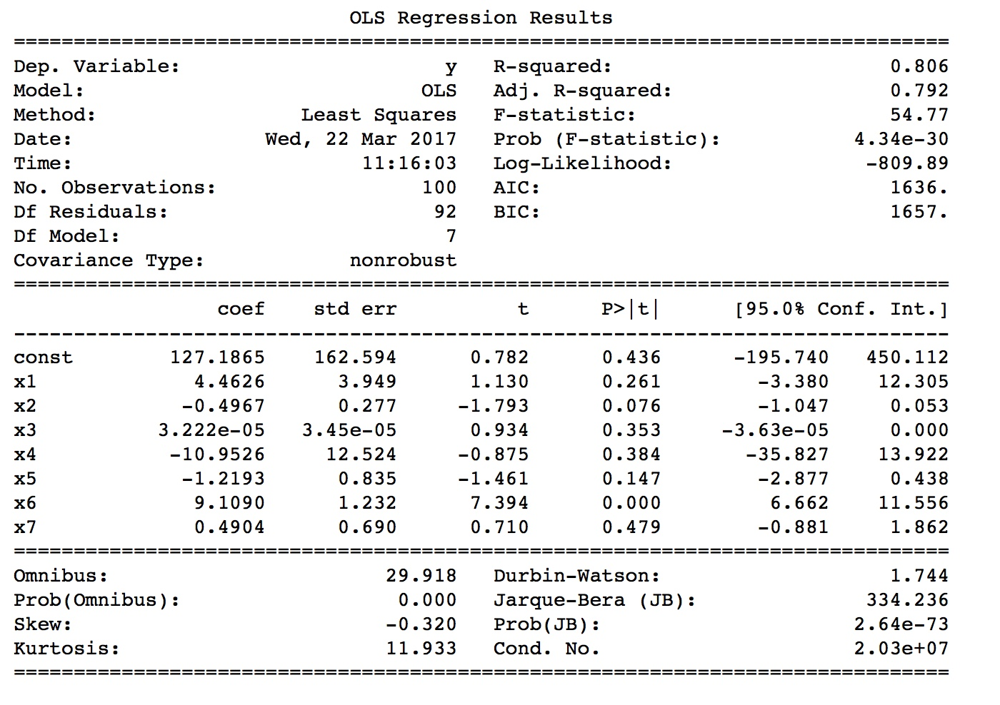 OLS Regression Results
==============================================================================
Dep. Variable:                      y   R-squared:                       0.806
Model:                            OLS   Adj. R-squared:                  0.792
Method:                 Least Squares   F-statistic:                     54.77
Date:                Wed, 22 Mar 2017   Prob (F-statistic):           4.34e-30
Time:                        11:16:03   Log-Likelihood:                -809.89
No. Observations:                 100   AIC:                             1636.
Df Residuals:                      92   BIC:                             1657.
Df Model:                           7
Covariance Type:            nonrobust
==============================================================================
                 coef    std err          t      P>|t|      [95.0% Conf. Int.]
------------------------------------------------------------------------------
const        127.1865    162.594      0.782      0.436      -195.740   450.112
x1             4.4626      3.949      1.130      0.261        -3.380    12.305
x2            -0.4967      0.277     -1.793      0.076        -1.047     0.053
x3          3.222e-05   3.45e-05      0.934      0.353     -3.63e-05     0.000
x4           -10.9526     12.524     -0.875      0.384       -35.827    13.922
x5            -1.2193      0.835     -1.461      0.147        -2.877     0.438
x6             9.1090      1.232      7.394      0.000         6.662    11.556
x7             0.4904      0.690      0.710      0.479        -0.881     1.862
==============================================================================
Omnibus:                       29.918   Durbin-Watson:                   1.744
Prob(Omnibus):                  0.000   Jarque-Bera (JB):              334.236
Skew:                          -0.320   Prob(JB):                     2.64e-73
Kurtosis:                      11.933   Cond. No.                     2.03e+07
==============================================================================